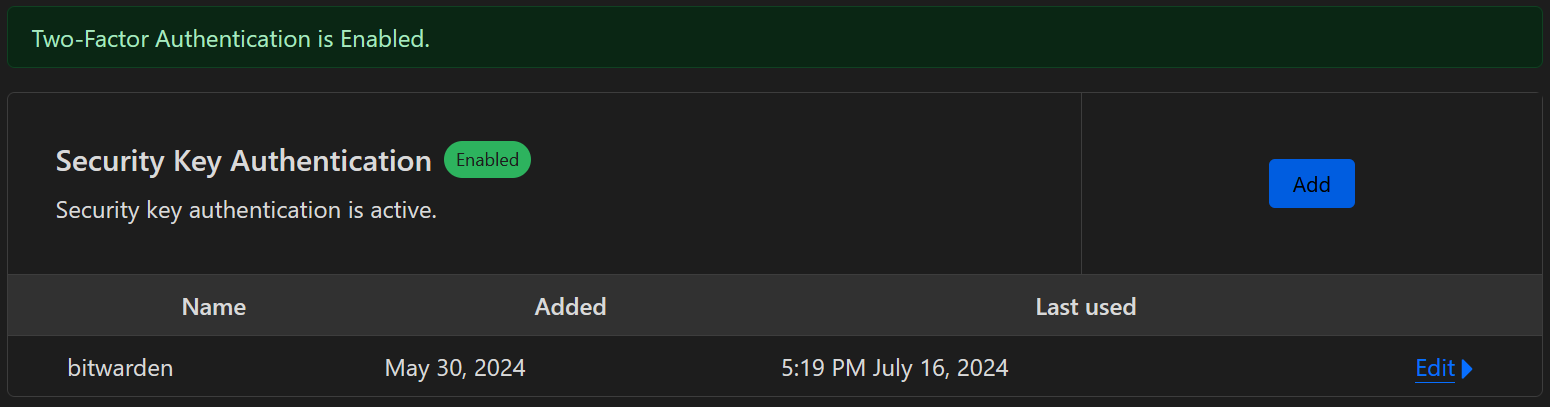 Two-Factor Authentication is Enabled.
Security Key Authentication Enabled
Security key authentication is active.
Add
Name Added Last used
bitwarden May 30, 2024 5:19 PM July 16, 2024 Edit